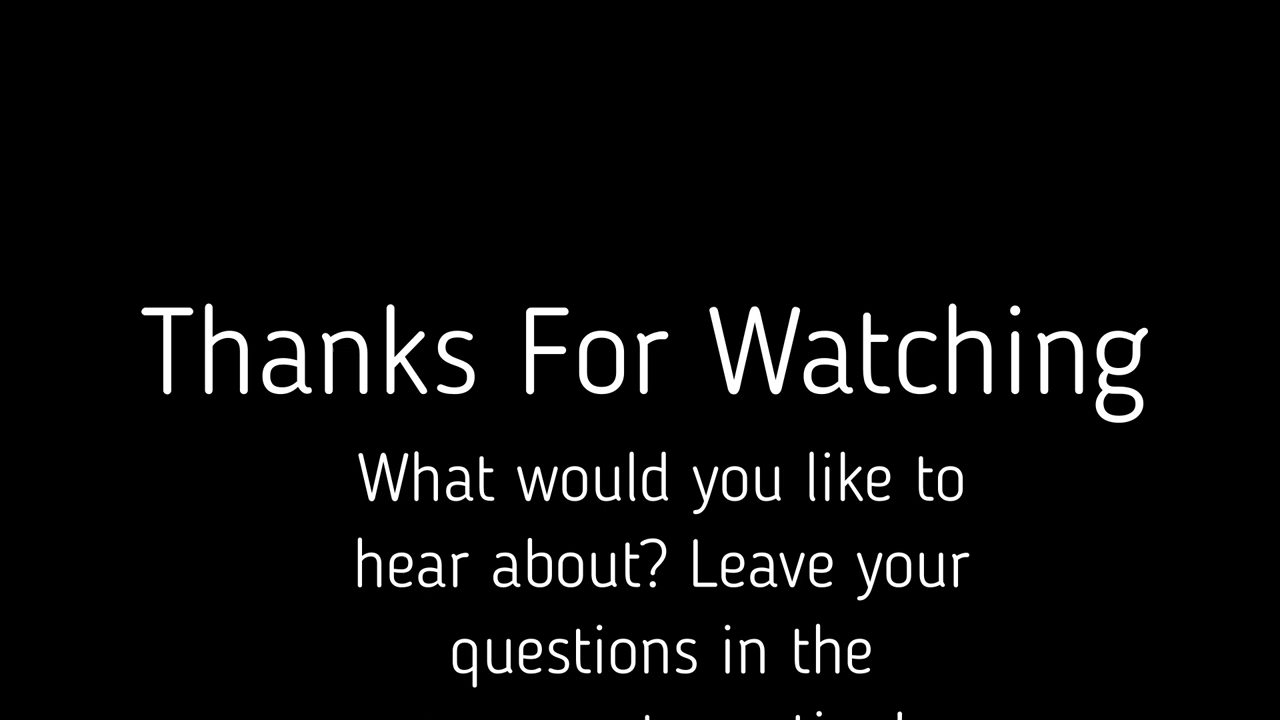 Thanks For Watching
What would you like to
hear about? Leave your
questions in the